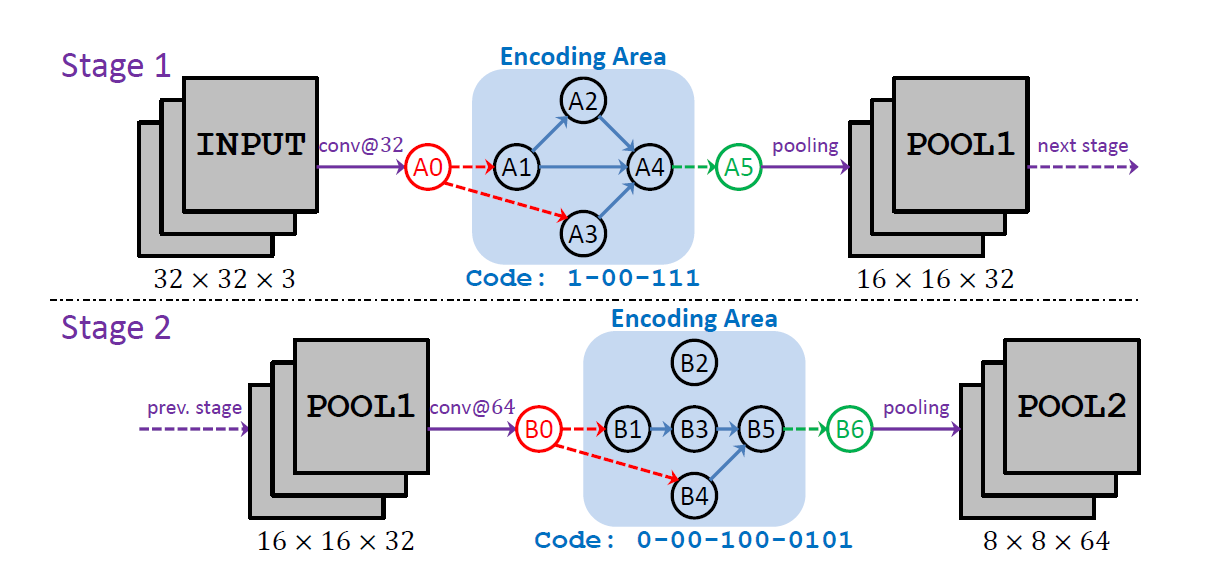 Stage 1
Encoding Area
INPUT
conv@32
A0
A1
A2
A3
A4
A5
pooling
POOL1
next stage
32 × 32 × 3
Code: 1-00-111
16 × 16 × 32
Stage 2
Encoding Area
prev. stage
POOL1
conv@64
B0
B1
B2
B3
B4
B5
B6
pooling
POOL2
16 × 16 × 32
Code: 0-00-100-0101
8 × 8 × 64